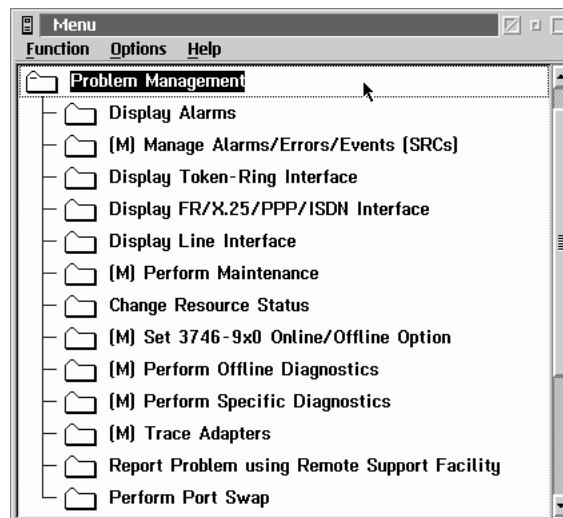 Menu
Function Options Help
Problem Management
Display Alarms
(M) Manage Alarms/Errors/Events (SRCs)
Display Token-Ring Interface
Display FR/X.25/PPP/ISDN Interface
Display Line Interface
(M) Perform Maintenance
Change Resource Status
(M) Set 3746-9x0 Online/Offline Option
(M) Perform Offline Diagnostics
(M) Perform Specific Diagnostics
(M) Trace Adapters
Report Problem using Remote Support Facility
Perform Port Swap